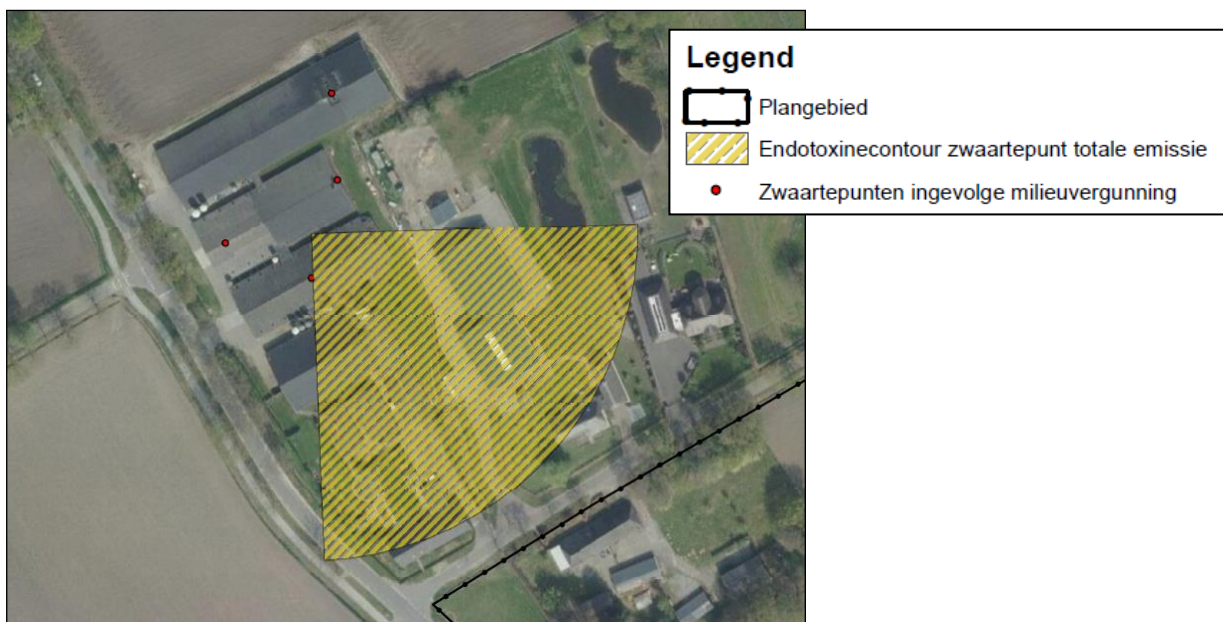 Legend
Plangebied
Endotoxinecontour zwaartepunt totale emissie
Zwaartepunten ingevolge milieuvergunning